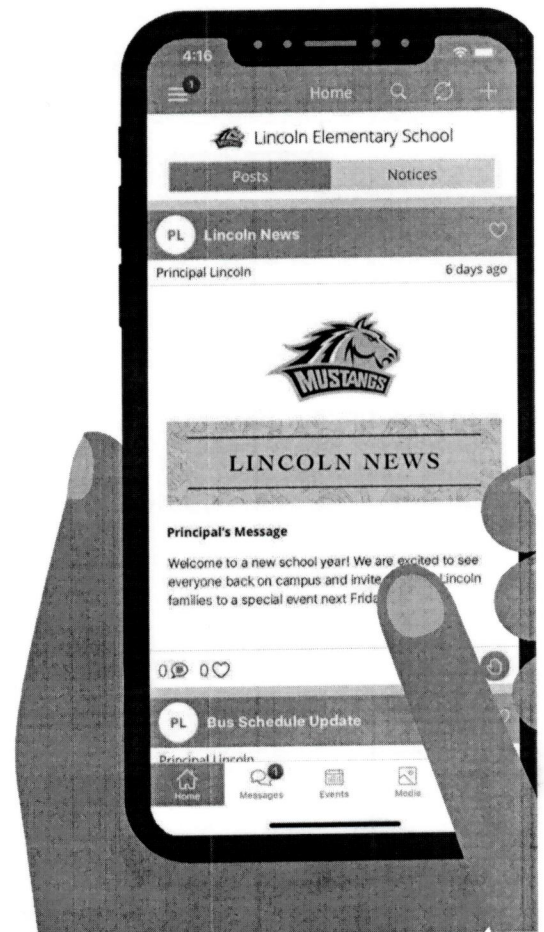 4:16
1
Home
Lincoln Elementary School
Posts Notices
PL Lincoln News
Principal Lincoln 6 days ago
MUSTANGS
LINCOLN NEWS
Principal's Message
Welcome to a new school year! We are excited to see
everyone back on campus and invite Lincoln
families to a special event next
0 0
PL Bus Schedule Update
Principal Lincoln
1
Home Messages Events Media